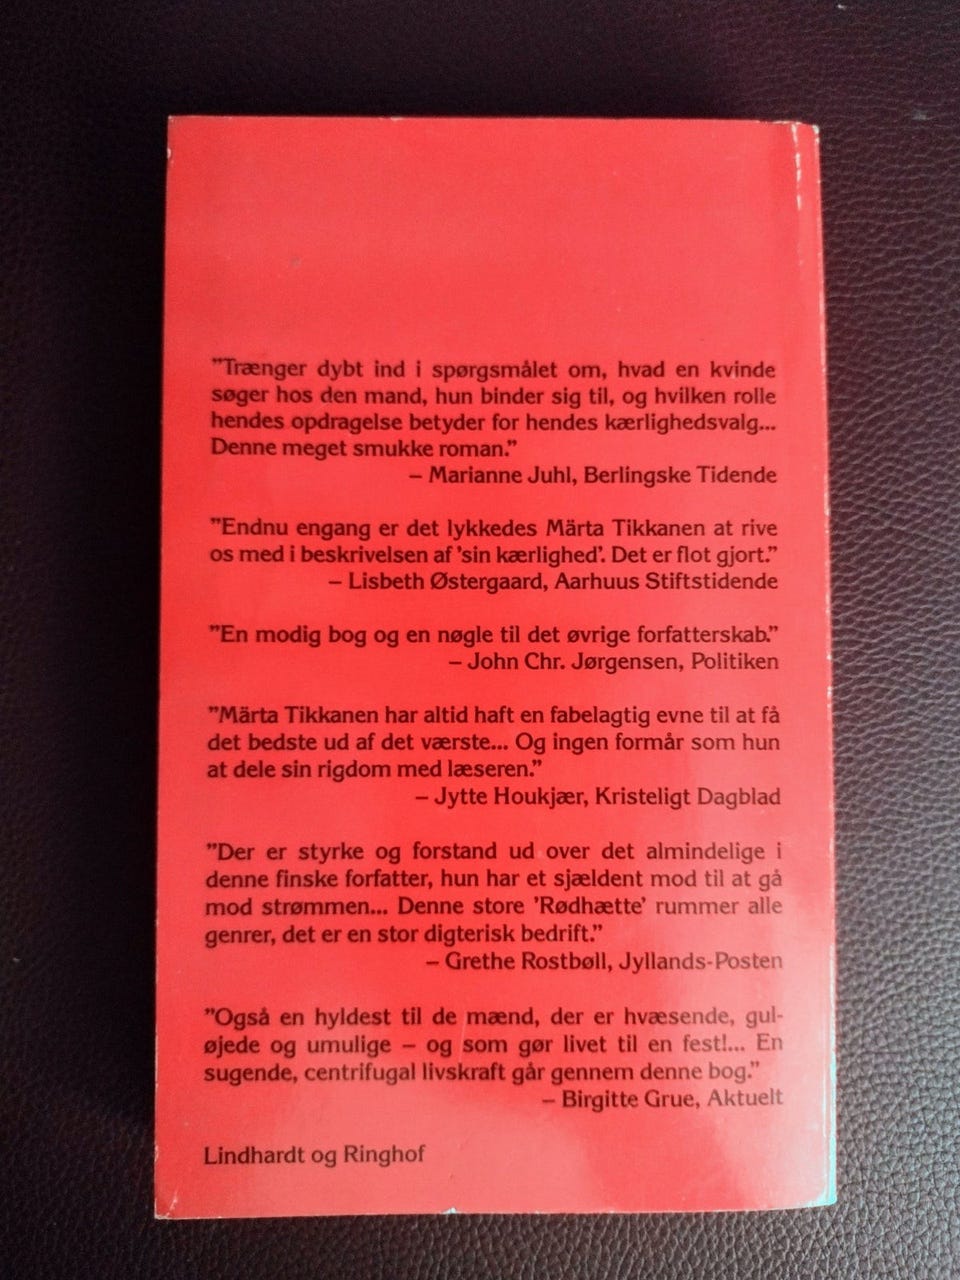 ”Trænger dybt ind i spørgsmålet om, hvad en kvinde
søger hos den mand, hun binder sig til, og hvilken rolle
hendes opdragelse betyder for hendes kærlighedsvalg...
Denne meget smukke roman.”
– Marianne Juhl, Berlingske Tidende
”Endnu engang er det lykkedes Märta Tikkanen at rive
os med i beskrivelsen af ’sin kærlighed’. Det er flot gjort.”
– Lisbeth Østergaard, Aarhuus Stiftstidende
”En modig bog og en nøgle til det øvrige forfatterskab.”
– John Chr. Jørgensen, Politiken
”Märta Tikkanen har altid haft en fabelagtig evne til at få
det bedste ud af det værste... Og ingen formår som hun
at dele sin rigdom med læseren.”
– Jytte Houkjær, Kristeligt Dagblad
”Der er styrke og forstand ud over det almindelige i
denne finske forfatter, hun har et sjældent mod til at gå
mod strømmen... Denne store ’Rødhætte’ rummer alle
genrer, det er en stor digterisk bedrift.”
– Grethe Rostbøll, Jyllands-Posten
”Også en hyldest til de mænd, der er hvæsende, gul-
øjede og umulige – og som gør livet til en fest!... En
sugende, centrifugal livskraft går gennem denne bog.”
– Birgitte Grue, Aktuelt
Lindhardt og Ringhof